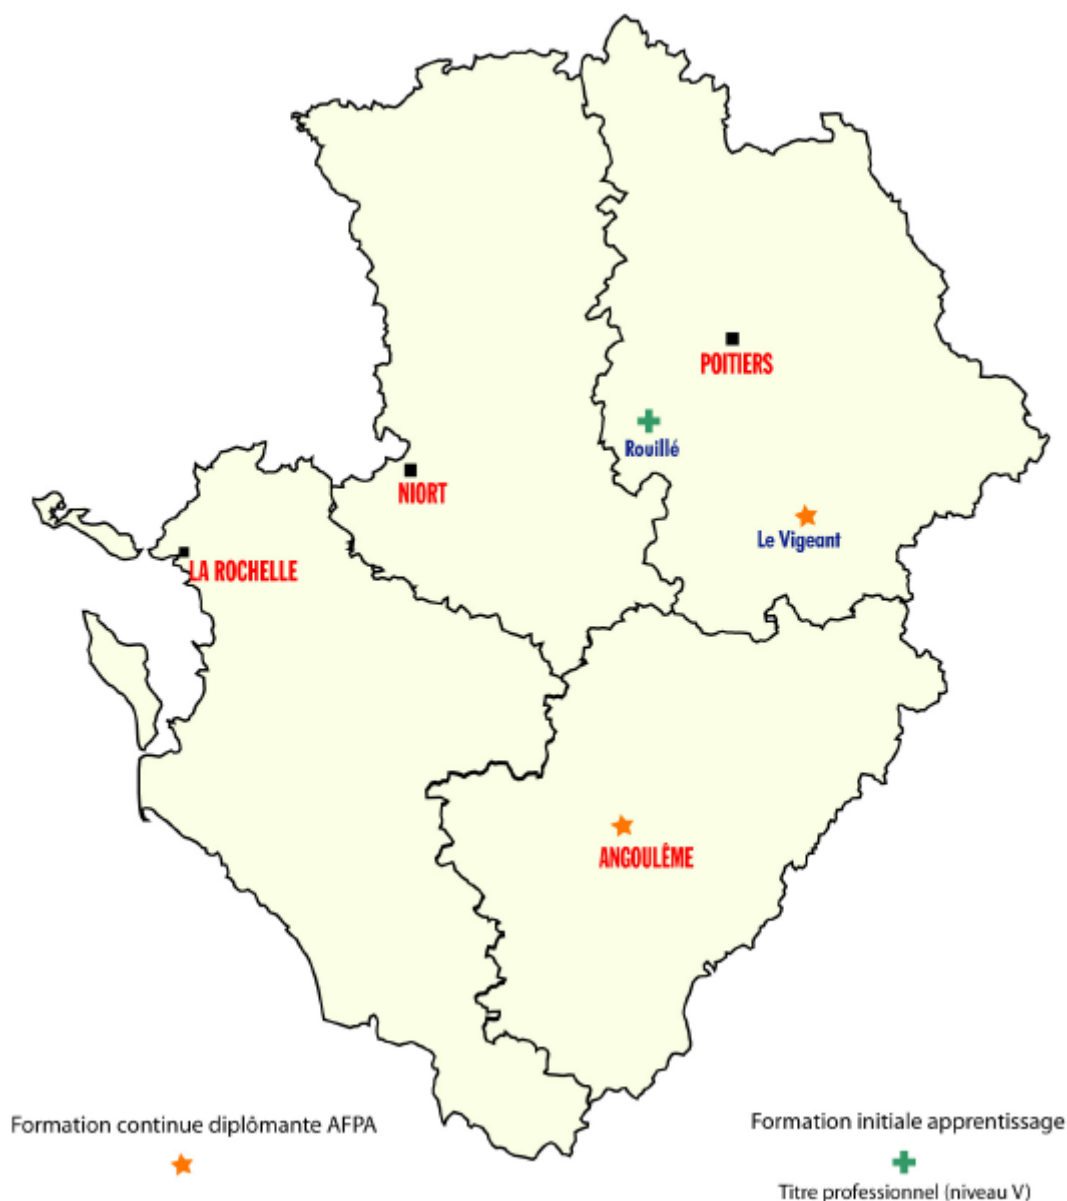 POITIERS
Rouillé
NIORT
Le Vigeant
LA ROCHELLE
ANGOULÊME
Formation continue diplômante AFPA
Formation initiale apprentissage
Titre professionnel (niveau V)